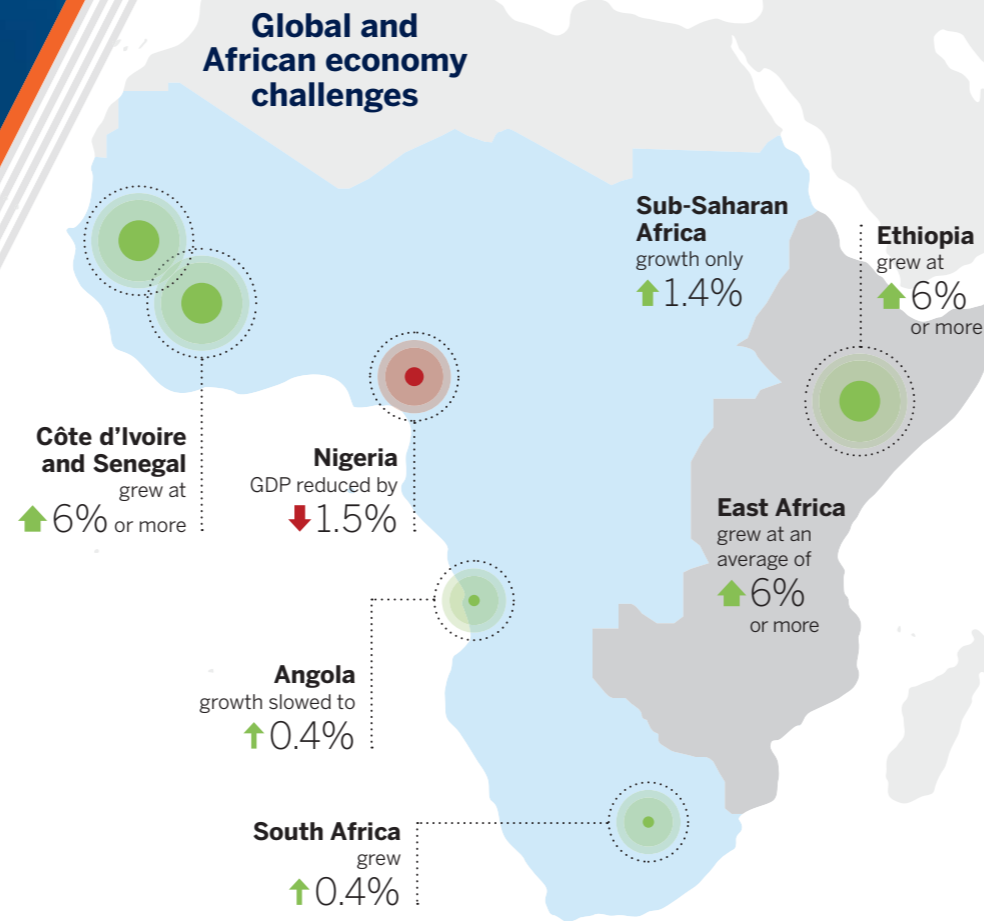 Global and
African economy
challenges
Sub-Saharan
Africa
growth only
1.4%
Ethiopia
grew at
6%
or more
Côte d’Ivoire
and Senegal
grew at
6% or more
Nigeria
GDP reduced by
1.5%
East Africa
grew at an
average of
6%
or more
Angola
growth slowed to
0.4%
South Africa
grew
0.4%